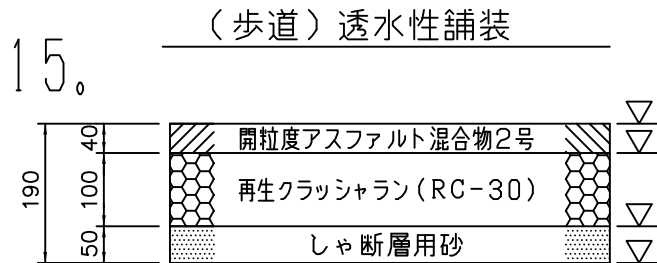 (歩道)透水性舗装
15。
40
開粒度アスファルト混合物2号
190
100
再生クラッシャラン(RC-30)
50
しゃ断層用砂